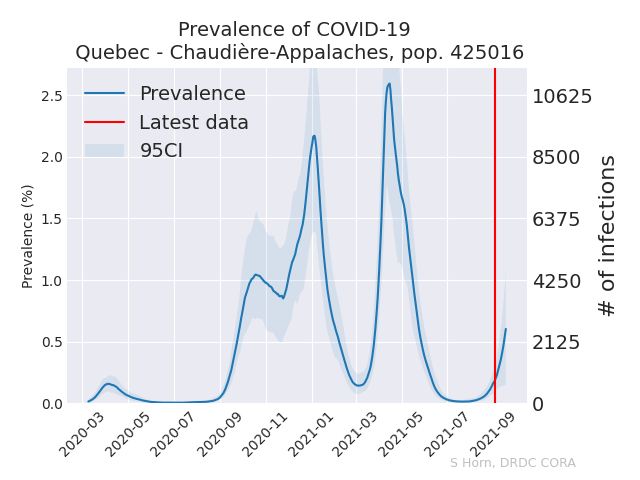 Prevalence of COVID-19
Quebec - Chaudière-Appalaches, pop. 425016
Prevalence
Latest data
95CI
Prevalence (%)
2.5
2.0
1.5
1.0
0.5
0.0
10625
8500
6375
4250
2125
0
# of infections
2020-03
2020-05
2020-07
2020-09
2020-11
2021-01
2021-03
2021-05
2021-07
2021-09
S Horn, DRDC CORA